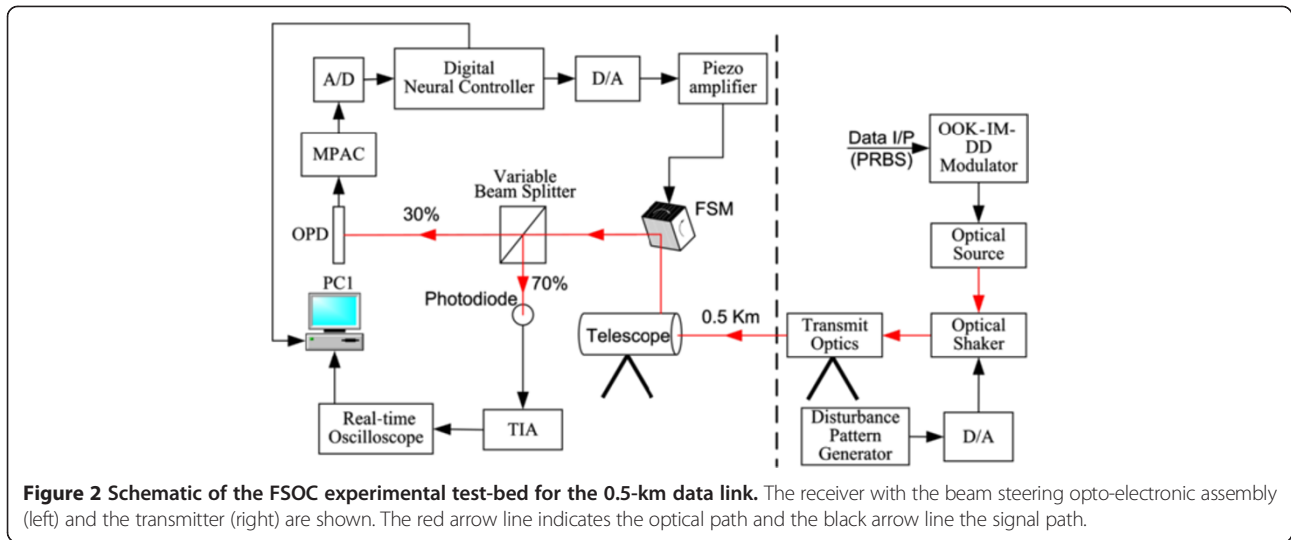 Digital
Neural Controller
A/D
D/A
Piezo
amplifier
MPAC
Data I/P
(PRBS)
OOK-IM-
DD
Modulator
Variable
Beam Splitter
FSM
30%
OPD
Optical
Source
70%
PC1
Photodiode
Telescope
0.5 Km
Transmit
Optics
Optical
Shaker
Real-time
Oscilloscope
TIA
Disturbance
Pattern
Generator
D/A
Figure 2 Schematic of the FSOC experimental test-bed for the 0.5-km data link. The receiver with the beam steering opto-electronic assembly
(left) and the transmitter (right) are shown. The red arrow line indicates the optical path and the black arrow line the signal path.